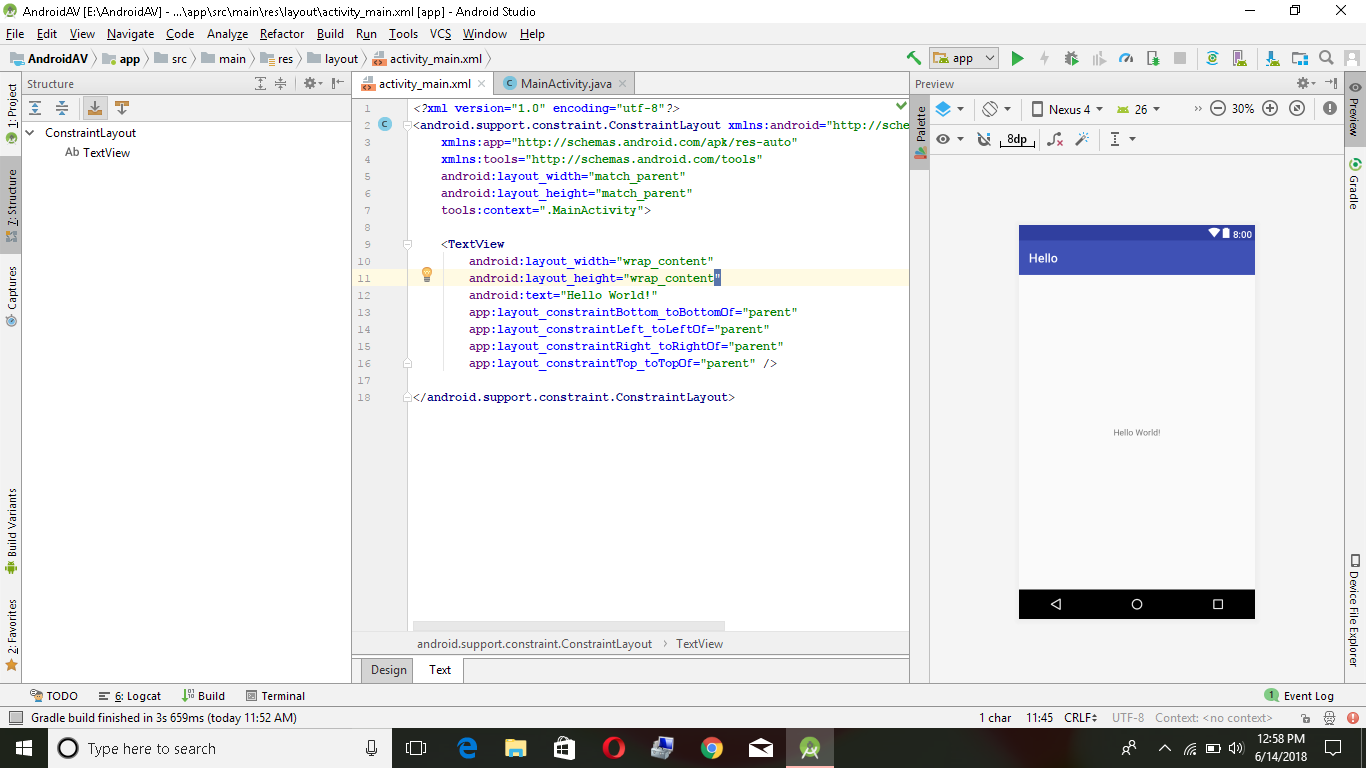 AndroidAV [E:\AndroidAV] - ...\app\src\main\res\layout\activity_main.xml [app] - Android Studio
File Edit View Navigate Code Analyze Refactor Build Run Tools VCS Window Help
AndroidAV app src main res layout activity_main.xml app
Structure activity_main.xml MainActivity.java Preview
Nexus 4 26 30%
8dp
ConstraintLayout
Ab TextView
1: Project
7: Structure
Captures
Build Variants
2: Favorites
1 <?xml version="1.0" encoding="utf-8"?>
2 C <android.support.constraint.ConstraintLayout xmlns:android="http://sche
3 xmlns:app="http://schemas.android.com/apk/res-auto"
4 xmlns:tools="http://schemas.android.com/tools"
5 android:layout_width="match_parent"
6 android:layout_height="match_parent"
7 tools:context=".MainActivity">
8
9 <TextView
10 android:layout_width="wrap_content"
11 android:layout_height="wrap_content"
12 android:text="Hello World!"
13 app:layout_constraintBottom_toBottomOf="parent"
14 app:layout_constraintLeft_toLeftOf="parent"
15 app:layout_constraintRight_toRightOf="parent"
16 app:layout_constraintTop_toTopOf="parent" />
17
18 </android.support.constraint.ConstraintLayout>
android.support.constraint.ConstraintLayout › TextView
Design Text
Palette
8:00
Hello
Hello World!
Preview
Gradle
Device File Explorer
TODO 6: Logcat Build Terminal 1 Event Log
Gradle build finished in 3s 659ms (today 11:52 AM) 1 char 11:45 CRLF UTF-8 Context: <no context>
Type here to search
12:58 PM
6/14/2018